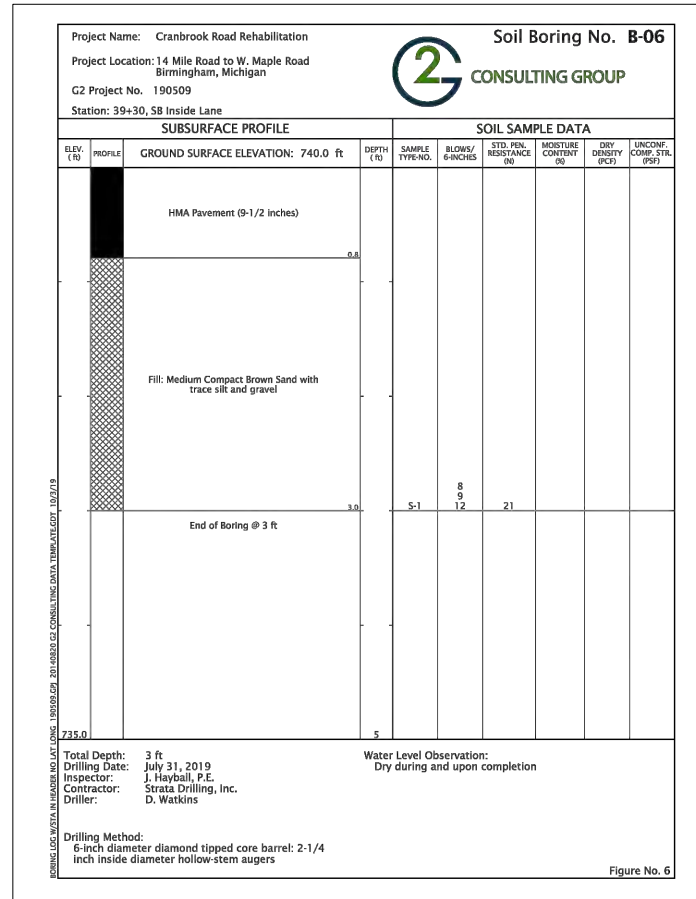 Project Name: Cranbrook Road Rehabilitation
Project Location: 14 Mile Road to W. Maple Road
Birmingham, Michigan
G2 Project No. 190509
Station: 39+30, SB Inside Lane
Soil Boring No. B-06
G2 CONSULTING GROUP
SUBSURFACE PROFILE
SOIL SAMPLE DATA
ELEV. (ft)
PROFILE
GROUND SURFACE ELEVATION: 740.0 ft
DEPTH (ft)
SAMPLE TYPE-NO.
BLOWS/ 6-INCHES
STD. PEN. RESISTANCE (N)
MOISTURE CONTENT (%)
DRY DENSITY (PCF)
UNCONF. COMP. STR. (PSF)
HMA Pavement (9-1/2 inches)
0.8
Fill: Medium Compact Brown Sand with
trace silt and gravel
8
9
3.0 S-1 12 21
End of Boring @ 3 ft
735.0 5
Total Depth: 3 ft
Drilling Date: July 31, 2019
Inspector: J. Hayball, P.E.
Contractor: Strata Drilling, Inc.
Driller: D. Watkins
Water Level Observation:
Dry during and upon completion
Drilling Method:
6-inch diameter diamond tipped core barrel: 2-1/4
inch inside diameter hollow-stem augers
Figure No. 6
BORING LOG W/STA IN HEADER NO LAT LONG 190509.GPJ 20140820 G2 CONSULTING DATA TEMPLATE.GDT 10/3/19